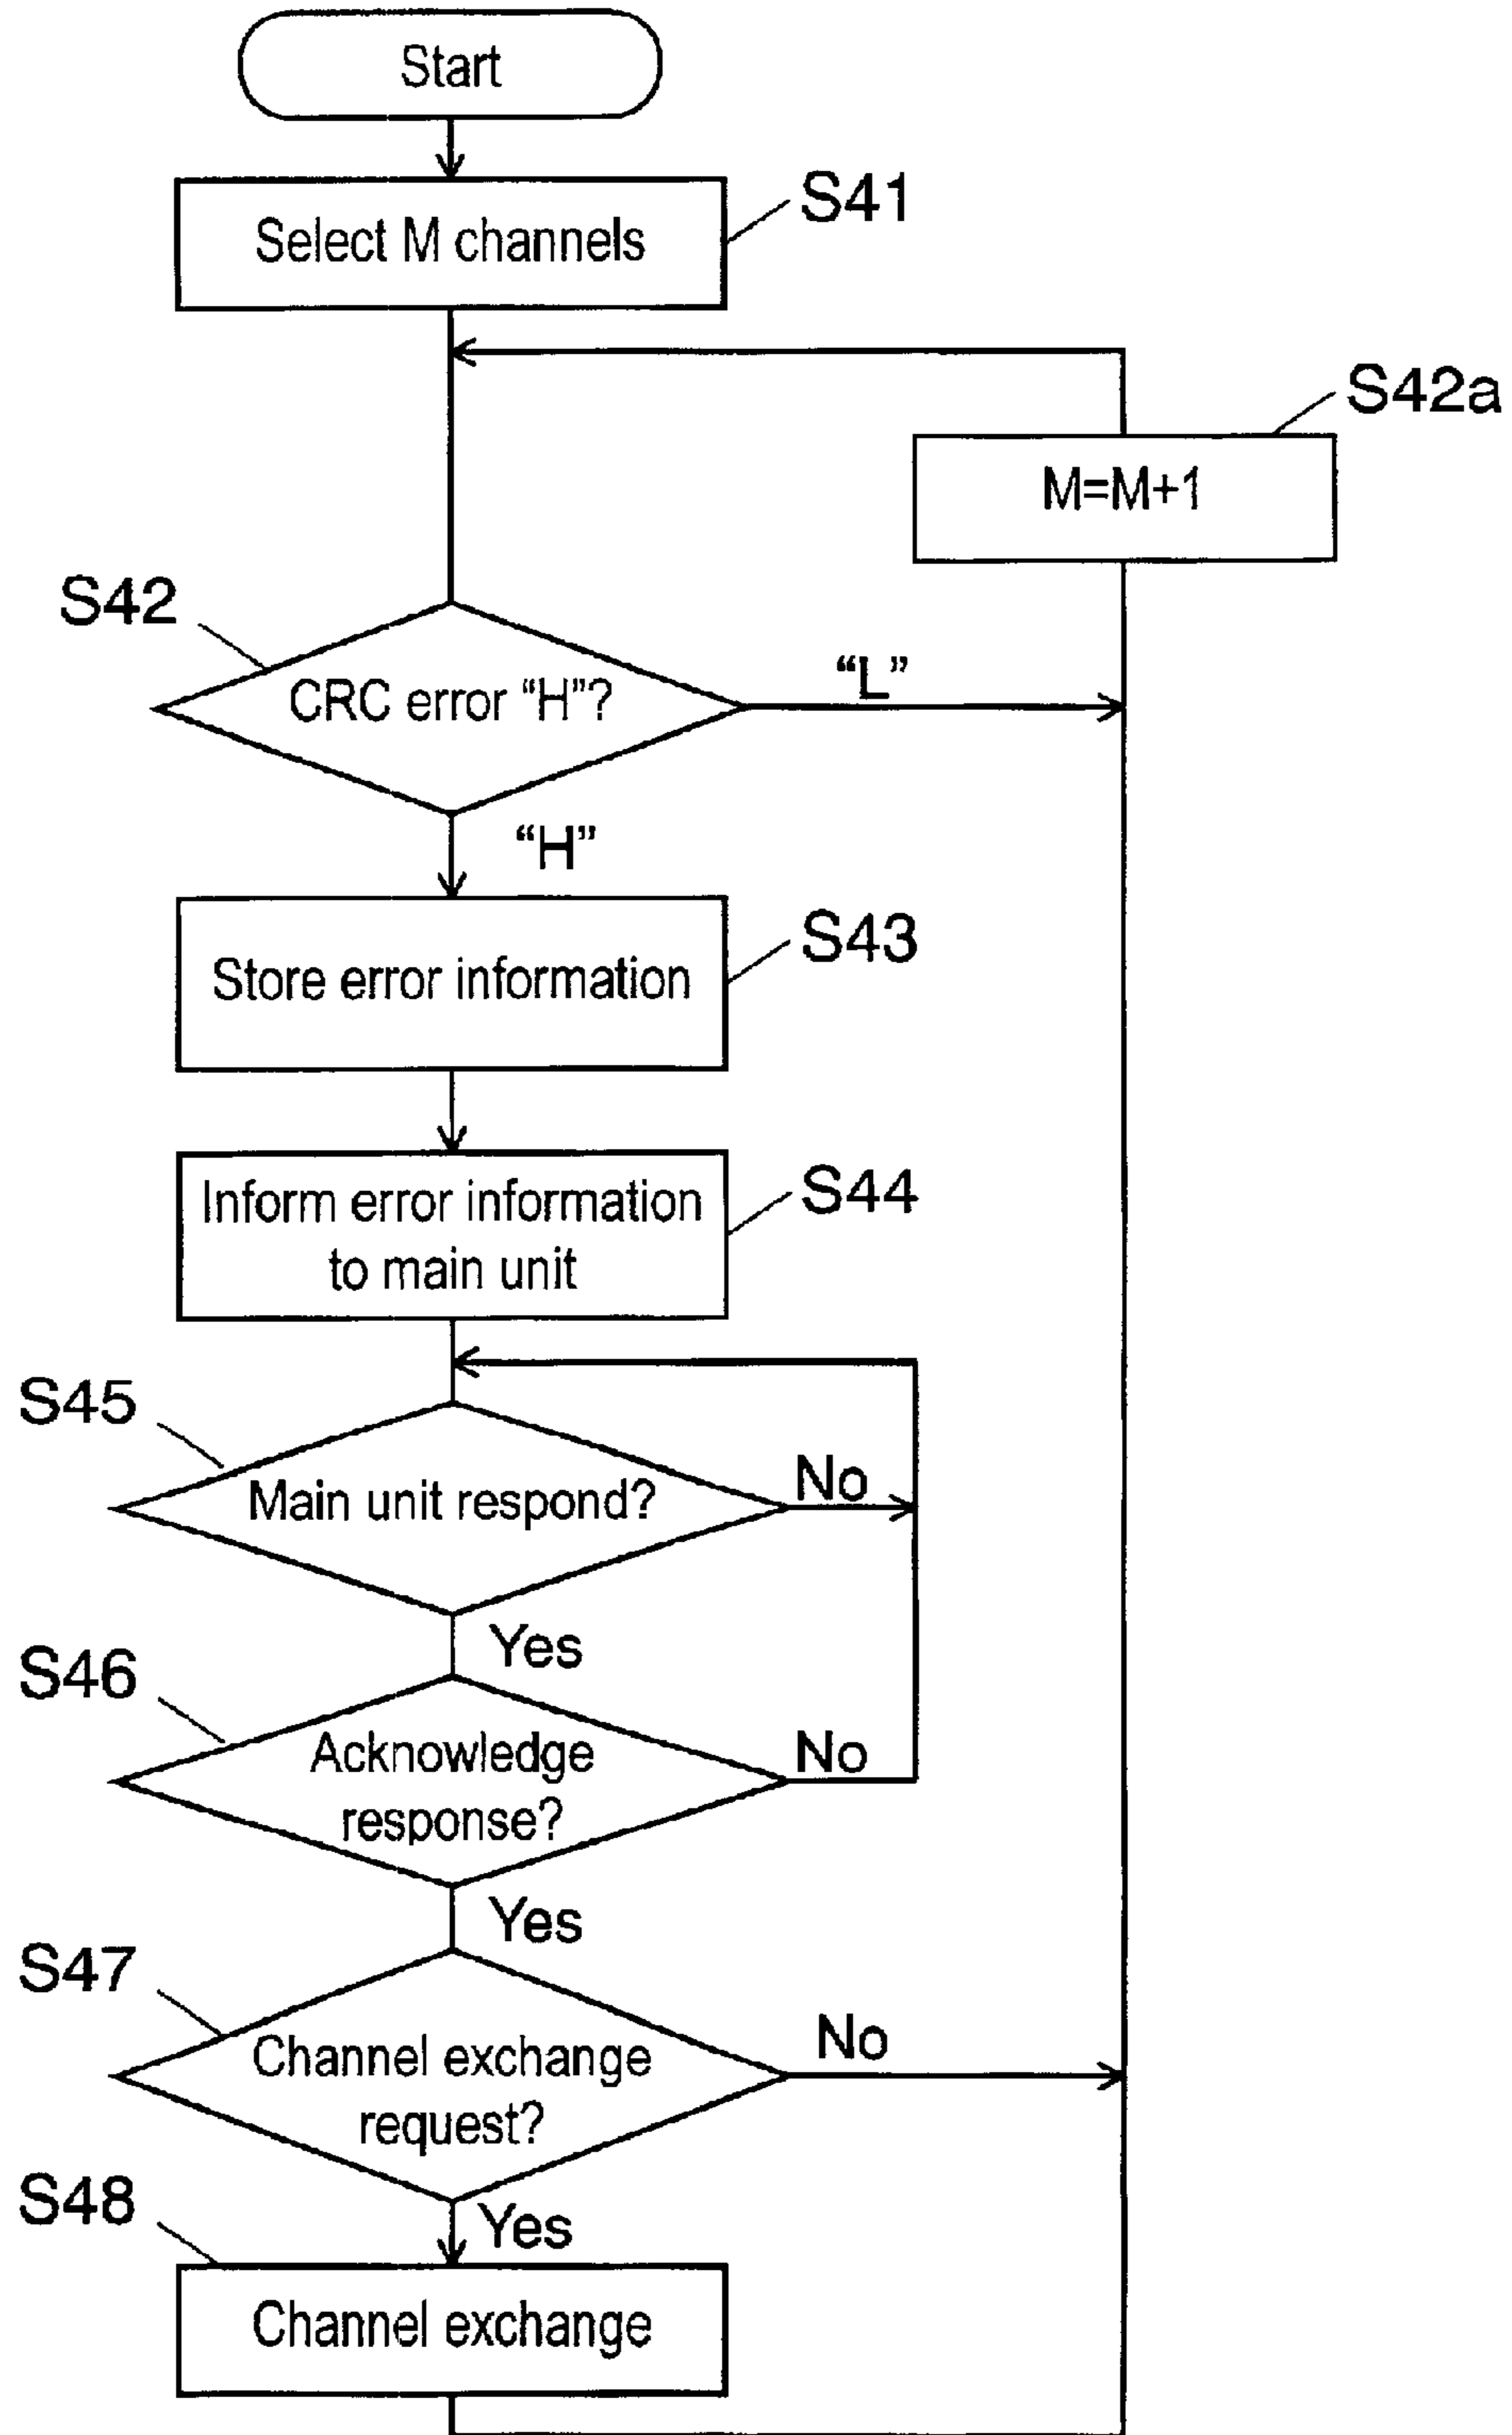 Start
S41
Select M channels
S42a
M=M+1
S42
CRC error “H”?
“L”
“H”
S43
Store error information
S44
Inform error information
to main unit
S45
Main unit respond?
No
Yes
S46
Acknowledge
response?
No
Yes
S47
Channel exchange
request?
No
Yes
S48
Channel exchange